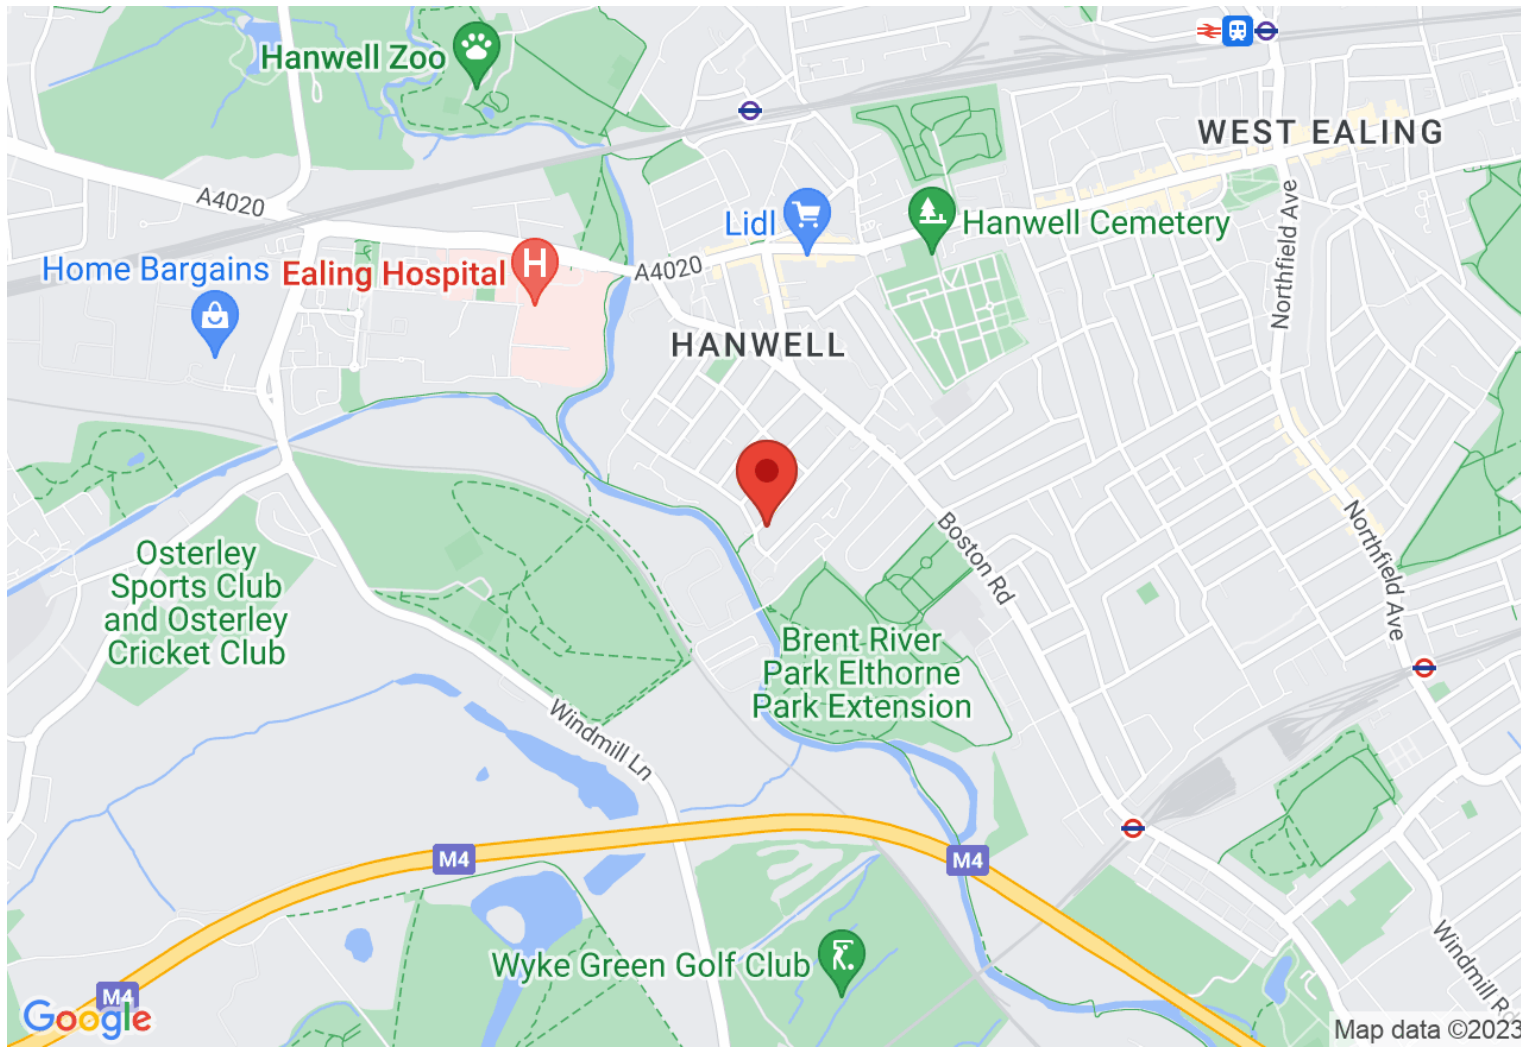 Hanwell Zoo
WEST EALING
A4020
Northfield Ave
Lidl
Hanwell Cemetery
Home Bargains
Ealing Hospital
H
A4020
HANWELL
Boston Rd
Northfield Ave
Osterley
Sports Club
and Osterley
Cricket Club
Brent River
Park Elthorne
Park Extension
Windmill Ln
M4
M4
Wyke Green Golf Club
Windmill Rd
M4
Google
Map data ©2023